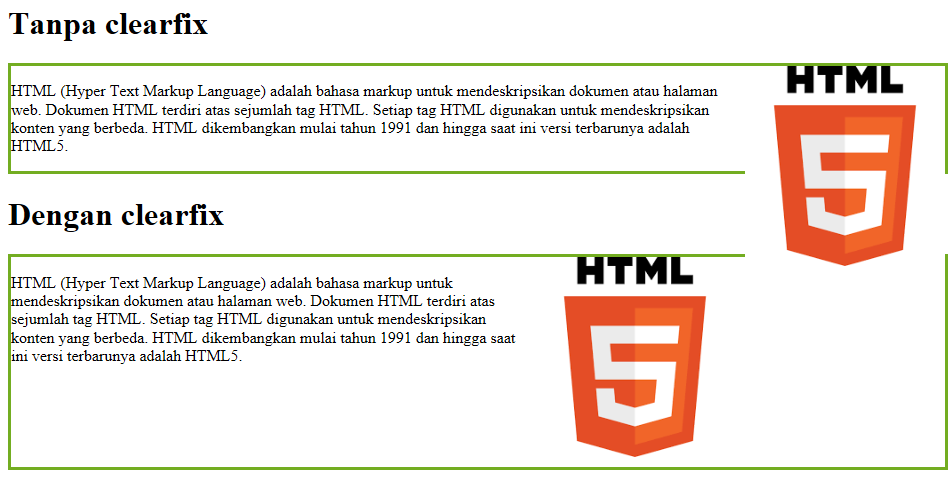 Tanpa clearfix
HTML (Hyper Text Markup Language) adalah bahasa markup untuk mendeskripsikan dokumen atau halaman
web. Dokumen HTML terdiri atas sejumlah tag HTML. Setiap tag HTML digunakan untuk mendeskripsikan
konten yang berbeda. HTML dikembangkan mulai tahun 1991 dan hingga saat ini versi terbarunya adalah
HTML5.
HTML
5
Dengan clearfix
HTML (Hyper Text Markup Language) adalah bahasa markup untuk
mendeskripsikan dokumen atau halaman web. Dokumen HTML terdiri atas
sejumlah tag HTML. Setiap tag HTML digunakan untuk mendeskripsikan
konten yang berbeda. HTML dikembangkan mulai tahun 1991 dan hingga saat
ini versi terbarunya adalah HTML5.
HTML
5